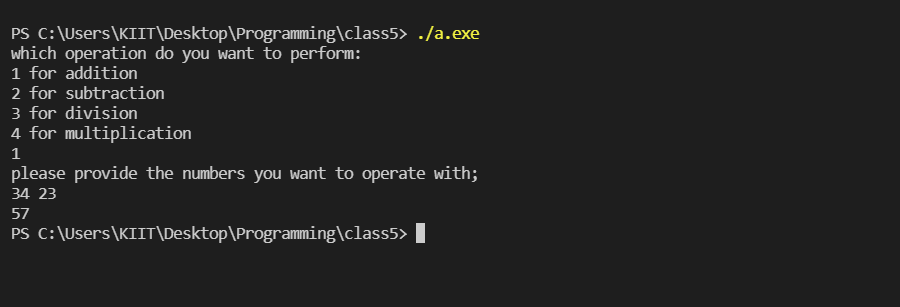 PS C:\Users\KIIT\Desktop\Programming\class5> ./a.exe
which operation do you want to perform:
1 for addition
2 for subtraction
3 for division
4 for multiplication
1
please provide the numbers you want to operate with;
34 23
57
PS C:\Users\KIIT\Desktop\Programming\class5>